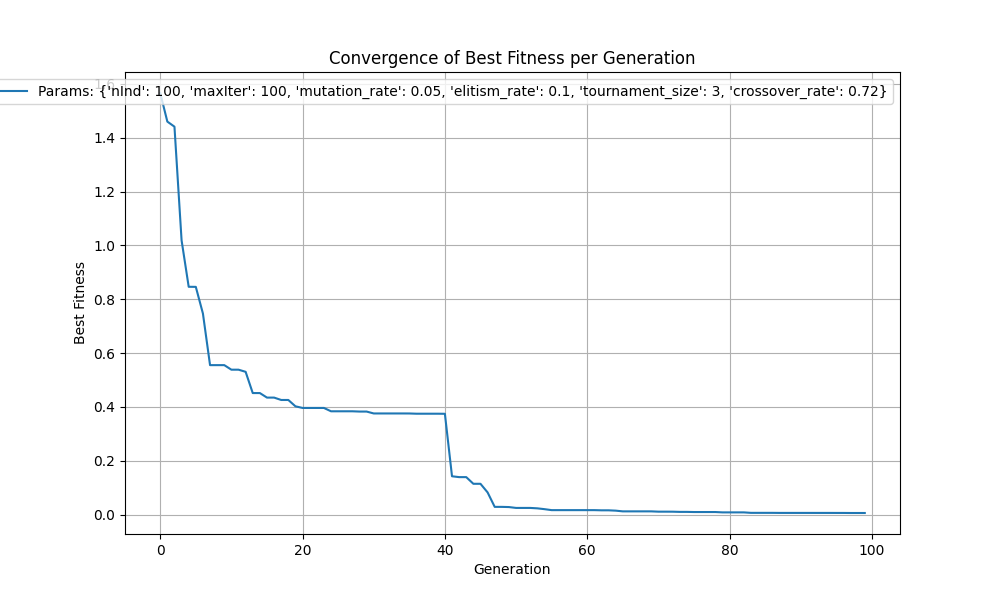 Convergence of Best Fitness per Generation
1.6
Params: {'nInd': 100, 'maxIter': 100, 'mutation_rate': 0.05, 'elitism_rate': 0.1, 'tournament_size': 3, 'crossover_rate': 0.72}
1.4
1.2
1.0
0.8
0.6
0.4
0.2
0.0
Best Fitness
0 20 40 60 80 100
Generation